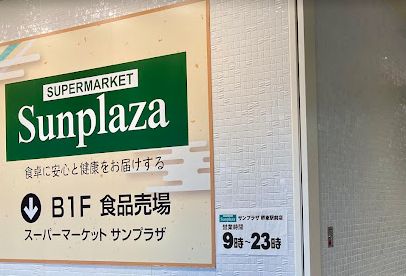 SUPERMARKET
Sunplaza
食卓に安心と健康をお届けする
B1F 食品売場
スーパーマーケット サンプラザ
Sunplaza サンプラザ 堺東駅前店
営業時間
9時~23時